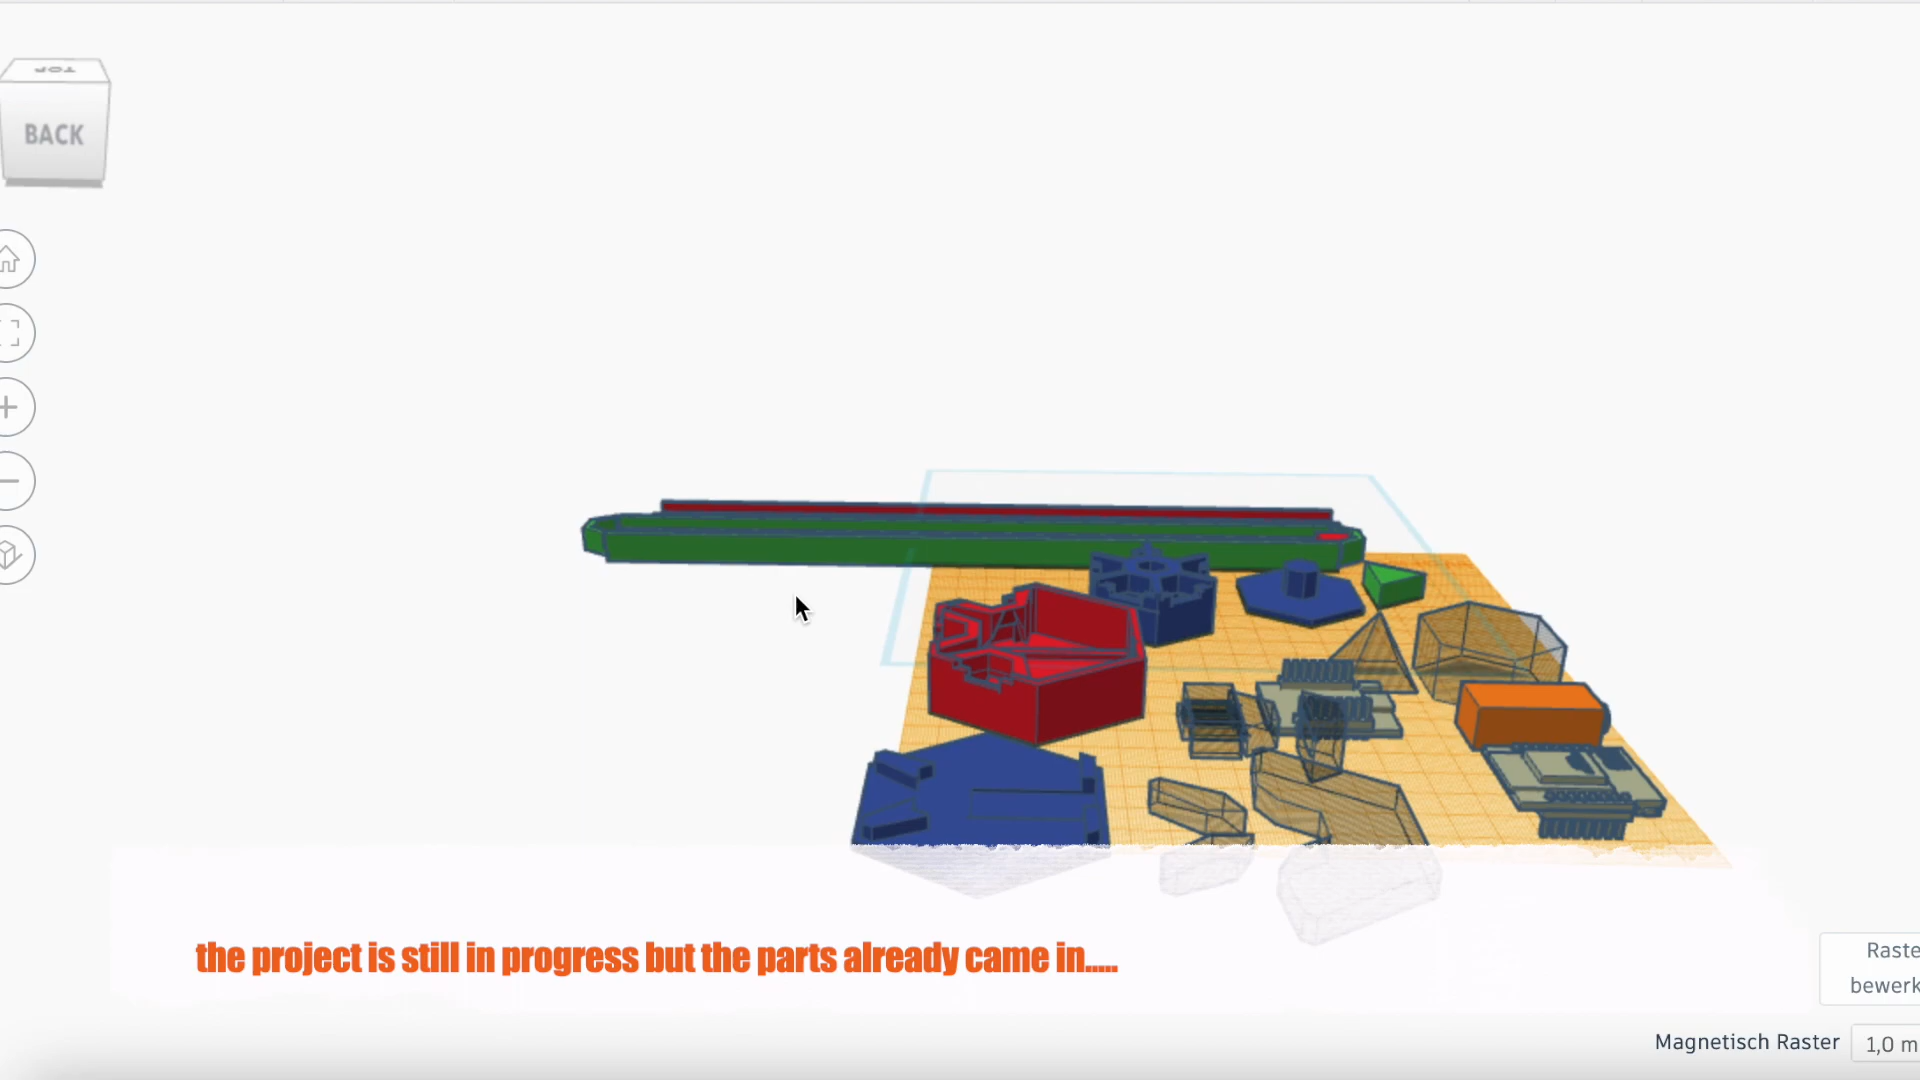 TOP
BACK
the project is still in progress but the parts already came in.....
Raste
bewerk
Magnetisch Raster
1,0 m